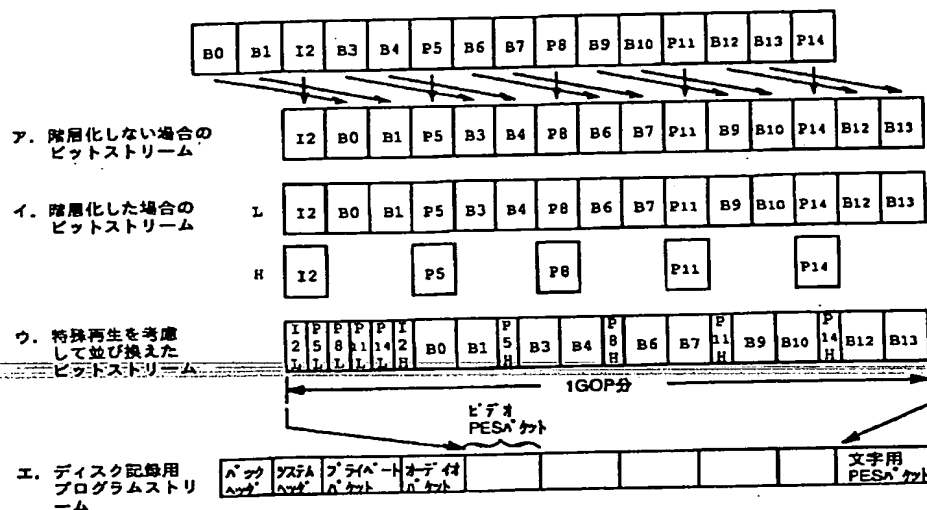 B0 B1 I2 B3 B4 P5 B6 B7 P8 B9 B10 P11 B12 B13 P14
ア. 階層化しない場合の
ビットストリーム
I2 B0 B1 P5 B3 B4 P8 B6 B7 P11 B9 B10 P14 B12 B13
イ. 階層化した場合の
ビットストリーム
L I2 B0 B1 P5 B3 B4 P8 B6 B7 P11 B9 B10 P14 B12 B13
H I2 P5 P8 P11 P14
ウ. 特殊再生を考慮
して並び換えた
ビットストリーム
I2L P5L P8L P11L P14L I2H B0 B1 P5H B3 B4 P8H B6 B7 P11H B9 B10 P14H B12 B13
1GOP分
ビデオ
PESパケット
エ. ディスク記録用
プログラムストリ
ーム
パック
ヘッダ
システム
ヘッダ
プライベート
パケット
オーディオ
パケット
文字用
PESパケット